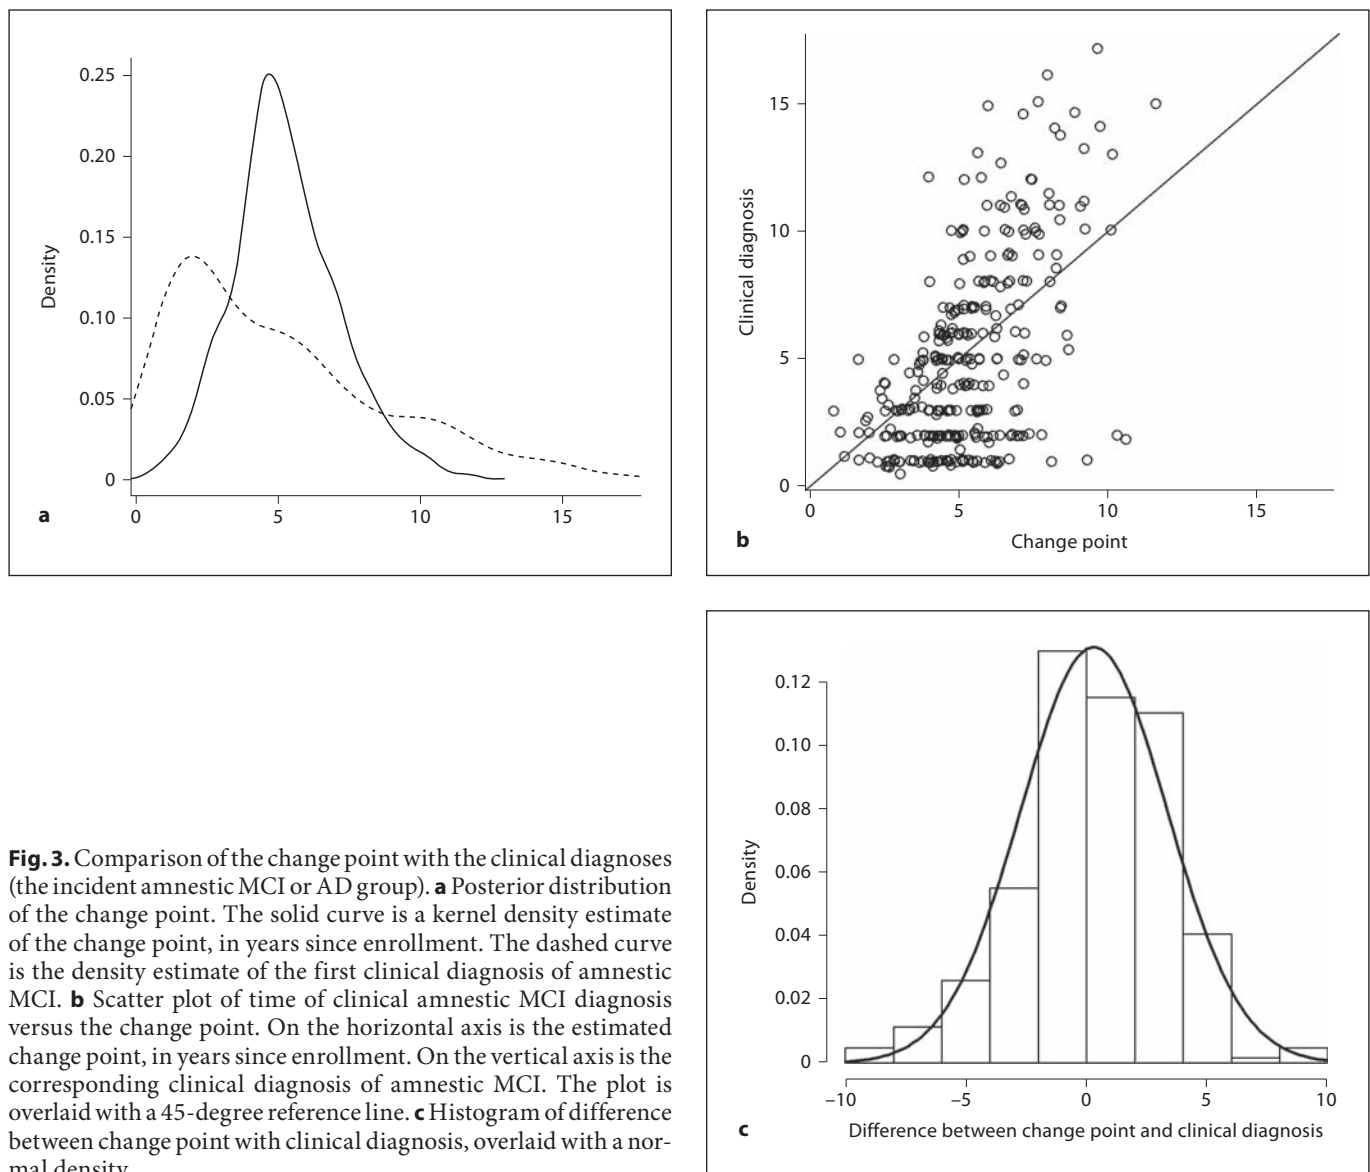 0.25
0.20
0.15
0.10
0.05
0
Density
0 5 10 15
a
15
10
5
0
Clinical diagnosis
0 5 10 15
Change point
b
Fig. 3. Comparison of the change point with the clinical diagnoses
(the incident amnestic MCI or AD group). a Posterior distribution
of the change point. The solid curve is a kernel density estimate
of the change point, in years since enrollment. The dashed curve
is the density estimate of the first clinical diagnosis of amnestic
MCI. b Scatter plot of time of clinical amnestic MCI diagnosis
versus the change point. On the horizontal axis is the estimated
change point, in years since enrollment. On the vertical axis is the
corresponding clinical diagnosis of amnestic MCI. The plot is
overlaid with a 45-degree reference line. c Histogram of difference
between change point with clinical diagnosis, overlaid with a nor-
mal density.
0.12
0.10
0.08
0.06
0.04
0.02
0
Density
–10 –5 0 5 10
c
Difference between change point and clinical diagnosis